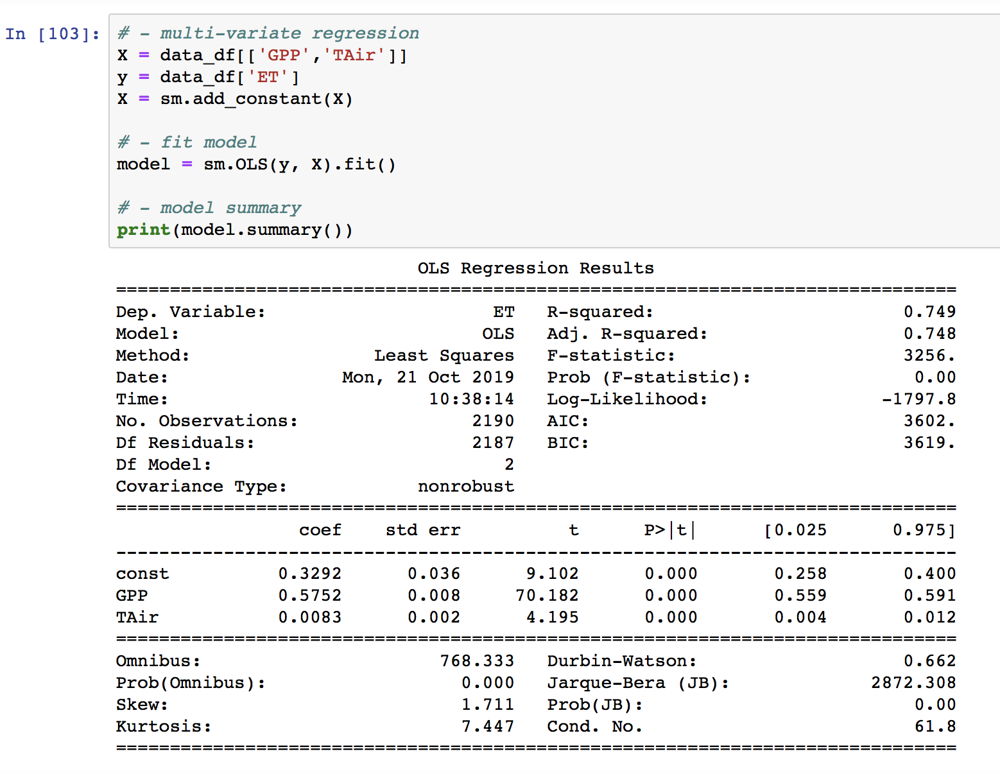 In [103]:
# - multi-variate regression
X = data_df[['GPP','TAir']]
y = data_df['ET']
X = sm.add_constant(X)
# - fit model
model = sm.OLS(y, X).fit()
# - model summary
print(model.summary())
OLS Regression Results
==============================================================================
Dep. Variable: ET R-squared: 0.749
Model: OLS Adj. R-squared: 0.748
Method: Least Squares F-statistic: 3256.
Date: Mon, 21 Oct 2019 Prob (F-statistic): 0.00
Time: 10:38:14 Log-Likelihood: -1797.8
No. Observations: 2190 AIC: 3602.
Df Residuals: 2187 BIC: 3619.
Df Model: 2
Covariance Type: nonrobust
==============================================================================
coef std err t P>|t| [0.025 0.975]
------------------------------------------------------------------------------
const 0.3292 0.036 9.102 0.000 0.258 0.400
GPP 0.5752 0.008 70.182 0.000 0.559 0.591
TAir 0.0083 0.002 4.195 0.000 0.004 0.012
==============================================================================
Omnibus: 768.333 Durbin-Watson: 0.662
Prob(Omnibus): 0.000 Jarque-Bera (JB): 2872.308
Skew: 1.711 Prob(JB): 0.00
Kurtosis: 7.447 Cond. No. 61.8
==============================================================================